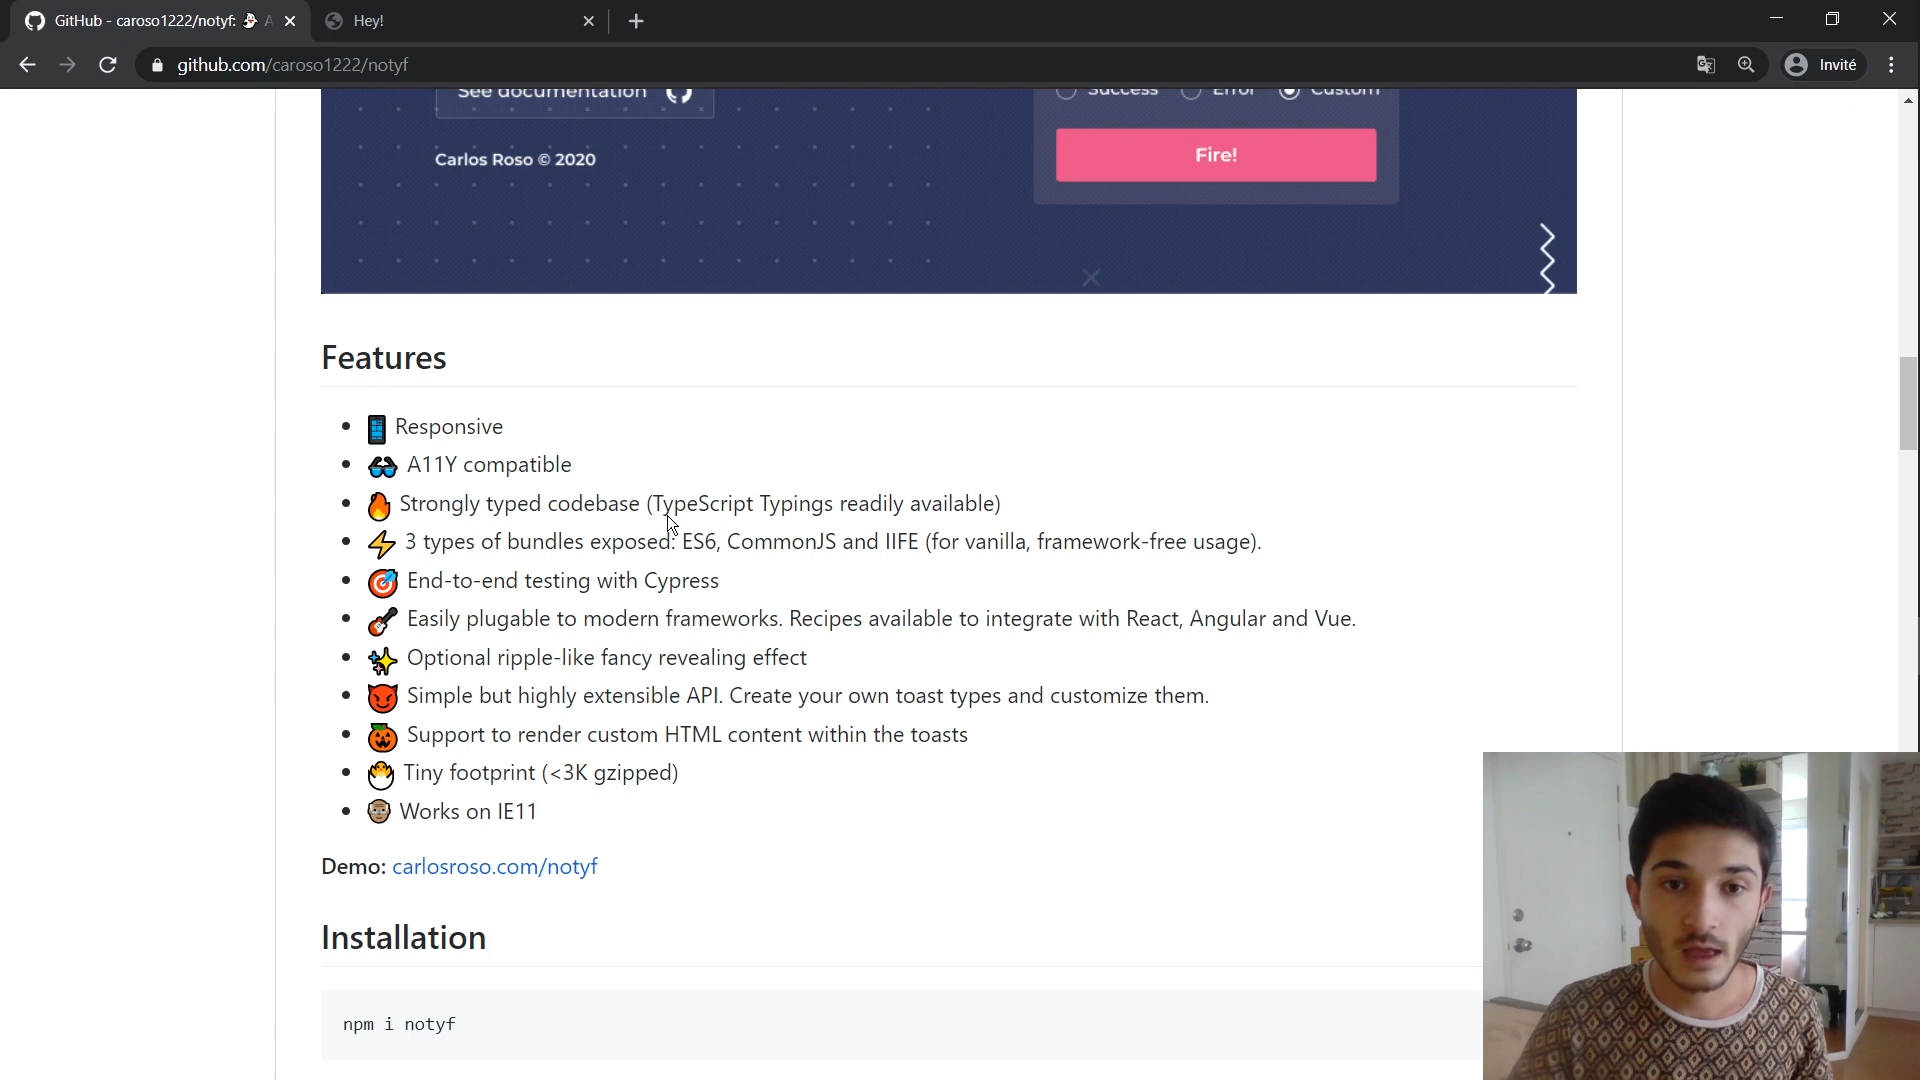 GitHub - caroso1222/notyf: 👻 A
Hey!
github.com/caroso1222/notyf
Invité
See documentation
Success Error Custom
Fire!
Carlos Roso © 2020
Features
Responsive
A11Y compatible
Strongly typed codebase (TypeScript Typings readily available)
3 types of bundles exposed: ES6, CommonJS and IIFE (for vanilla, framework-free usage).
End-to-end testing with Cypress
Easily plugable to modern frameworks. Recipes available to integrate with React, Angular and Vue.
Optional ripple-like fancy revealing effect
Simple but highly extensible API. Create your own toast types and customize them.
Support to render custom HTML content within the toasts
Tiny footprint (<3K gzipped)
Works on IE11
Demo: carlosroso.com/notyf
Installation
npm i notyf